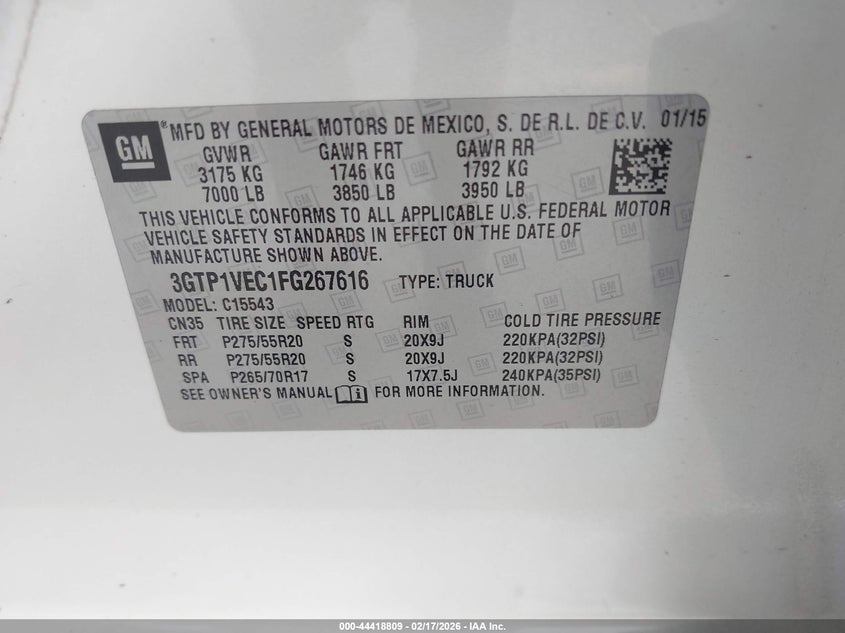 GM
®MFD BY GENERAL MOTORS DE MEXICO, S. DE R.L. DE C.V. 01/15
GVWR GAWR FRT GAWR RR
3175 KG 1746 KG 1792 KG
7000 LB 3850 LB 3950 LB
THIS VEHICLE CONFORMS TO ALL APPLICABLE U.S. FEDERAL MOTOR
VEHICLE SAFETY STANDARDS IN EFFECT ON THE DATE OF
MANUFACTURE SHOWN ABOVE.
3GTP1VEC1FG267616 TYPE: TRUCK
MODEL: C15543
CN35 TIRE SIZE SPEED RTG RIM COLD TIRE PRESSURE
FRT P275/55R20 S 20X9J 220KPA(32PSI)
RR P275/55R20 S 20X9J 220KPA(32PSI)
SPA P265/70R17 S 17X7.5J 240KPA(35PSI)
SEE OWNER'S MANUAL FOR MORE INFORMATION.
000-44418809 - 02/17/2026 - IAA Inc.